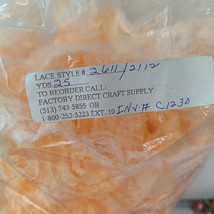 LACE STYLE# 2611/2112
YDS 25
TO REORDER CALL:
FACTORY DIRECT CRAFT SUPPLY
(513) 743-5855 OR
1-800-252-5223 EXT. 10 INV# C1230